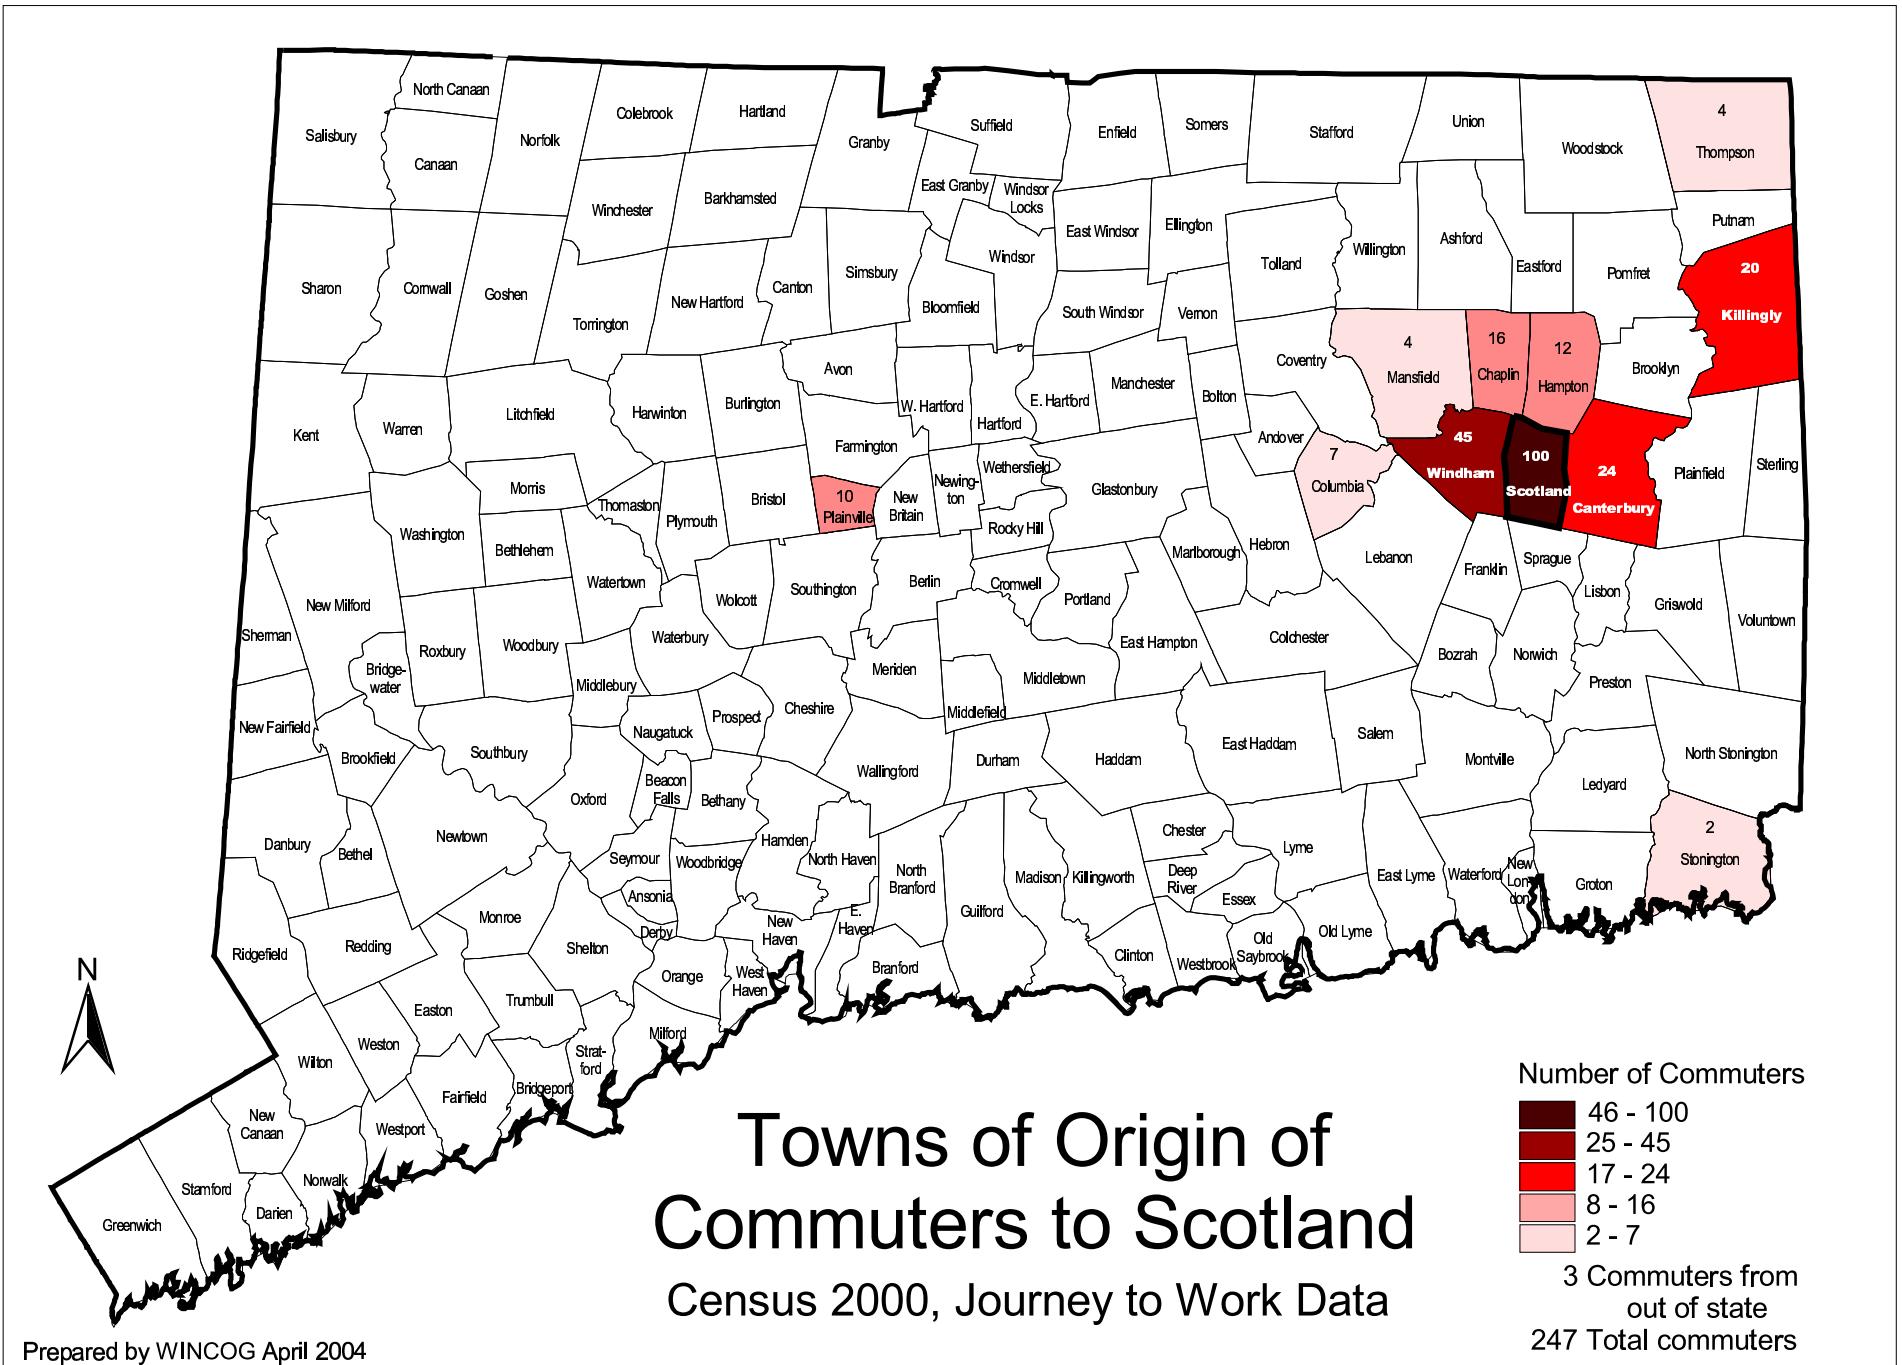 North Canaan
Colebrook
Hartland
Salisbury
Canaan
Norfolk
Granby
Suffield
Enfield
Somers
Stafford
Union
Woodstock
4
Thompson
East Granby
Windsor
Locks
Winchester
Barkhamsted
East Windsor
Ellington
Willington
Ashford
Putnam
Sharon
Cornwall
Goshen
Torrington
New Hartford
Canton
Simsbury
Bloomfield
Windsor
South Windsor
Vernon
Tolland
Eastford
Pomfret
20
Killingly
Coventry
4
Mansfield
16
Chaplin
12
Hampton
Brooklyn
Kent
Warren
Litchfield
Harwinton
Burlington
Avon
W. Hartford
Hartford
E. Hartford
Manchester
Bolton
Farmington
Andover
7
Columbia
45
Windham
100
Scotland
24
Canterbury
Plainfield
Sterling
Morris
Thomaston
Plymouth
Bristol
10
Plainville
New
Britain
Newing-
ton
Wethersfield
Rocky Hill
Glastonbury
Marlborough
Hebron
Lebanon
Franklin
Sprague
Lisbon
Griswold
Voluntown
Washington
Bethlehem
Watertown
Wolcott
Southington
Berlin
Cromwell
Portland
East Hampton
Colchester
New Milford
Sherman
Bridge-
water
Roxbury
Woodbury
Waterbury
Middlebury
Meriden
Middletown
Middlefield
Bozrah
Norwich
Preston
New Fairfield
Brookfield
Southbury
Naugatuck
Prospect
Cheshire
Wallingford
Durham
Haddam
East Haddam
Salem
Montville
Ledyard
North Stonington
Oxford
Beacon
Falls
Bethany
Danbury
Bethel
Newtown
Seymour
Woodbridge
Hamden
North Haven
North
Branford
Guilford
Madison
Killingworth
Chester
Deep
River
Essex
Lyme
East Lyme
Waterford
New
Lon-
don
Groton
2
Stonington
Ansonia
Derby
Monroe
Shelton
Redding
Ridgefield
Orange
New
Haven
West
Haven
E.
Haven
Branford
Clinton
Westbrook
Old
Saybrook
Old Lyme
Easton
Trumbull
Milford
Strat-
ford
Wilton
Weston
Fairfield
Bridgeport
New
Canaan
Westport
Norwalk
Stamford
Darien
Greenwich
N
Towns of Origin of
Commuters to Scotland
Census 2000, Journey to Work Data
Number of Commuters
46 - 100
25 - 45
17 - 24
8 - 16
2 - 7
3 Commuters from
out of state
247 Total commuters
Prepared by WINCOG April 2004